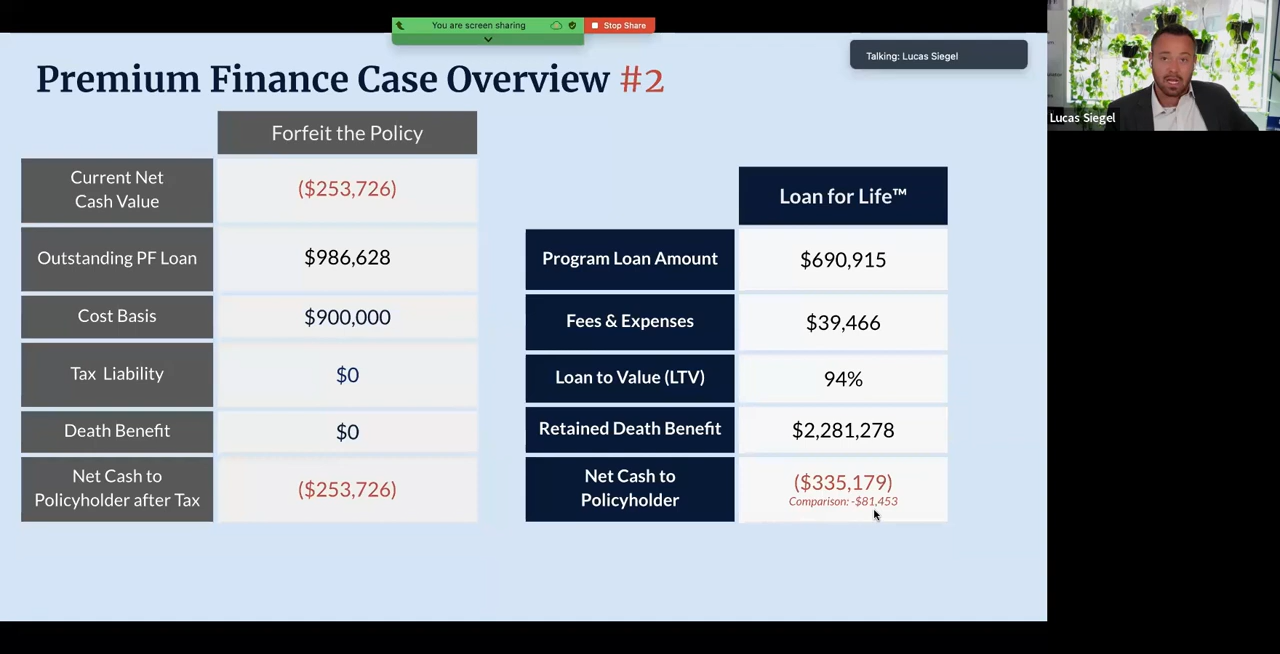 You are screen sharing
Stop Share
Talking: Lucas Siegel
Lucas Siegel
Premium Finance Case Overview #2
Forfeit the Policy
Current Net
Cash Value
($253,726)
Outstanding PF Loan
$986,628
Cost Basis
$900,000
Tax Liability
$0
Death Benefit
$0
Net Cash to
Policyholder after Tax
($253,726)
Loan for Life™
Program Loan Amount
$690,915
Fees & Expenses
$39,466
Loan to Value (LTV)
94%
Retained Death Benefit
$2,281,278
Net Cash to
Policyholder
($335,179)
Comparison: -$81,453